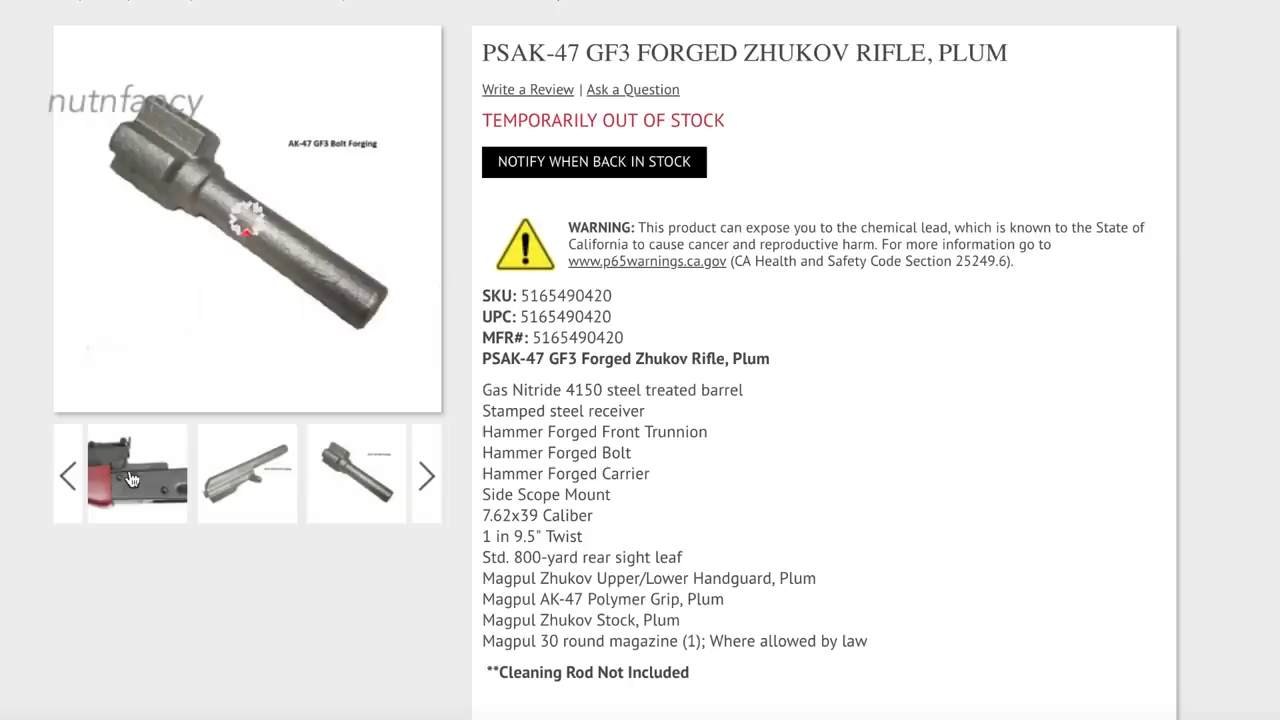 PSAK-47 GF3 FORGED ZHUKOV RIFLE, PLUM
Write a Review | Ask a Question
TEMPORARILY OUT OF STOCK
NOTIFY WHEN BACK IN STOCK
nutnfancy
AK-47 GF3 Bolt Forging
WARNING: This product can expose you to the chemical lead, which is known to the State of
California to cause cancer and reproductive harm. For more information go to
www.p65warnings.ca.gov (CA Health and Safety Code Section 25249.6).
SKU: 5165490420
UPC: 5165490420
MFR#: 5165490420
PSAK-47 GF3 Forged Zhukov Rifle, Plum
Gas Nitride 4150 steel treated barrel
Stamped steel receiver
Hammer Forged Front Trunnion
Hammer Forged Bolt
Hammer Forged Carrier
Side Scope Mount
7.62x39 Caliber
1 in 9.5" Twist
Std. 800-yard rear sight leaf
Magpul Zhukov Upper/Lower Handguard, Plum
Magpul AK-47 Polymer Grip, Plum
Magpul Zhukov Stock, Plum
Magpul 30 round magazine (1); Where allowed by law
**Cleaning Rod Not Included